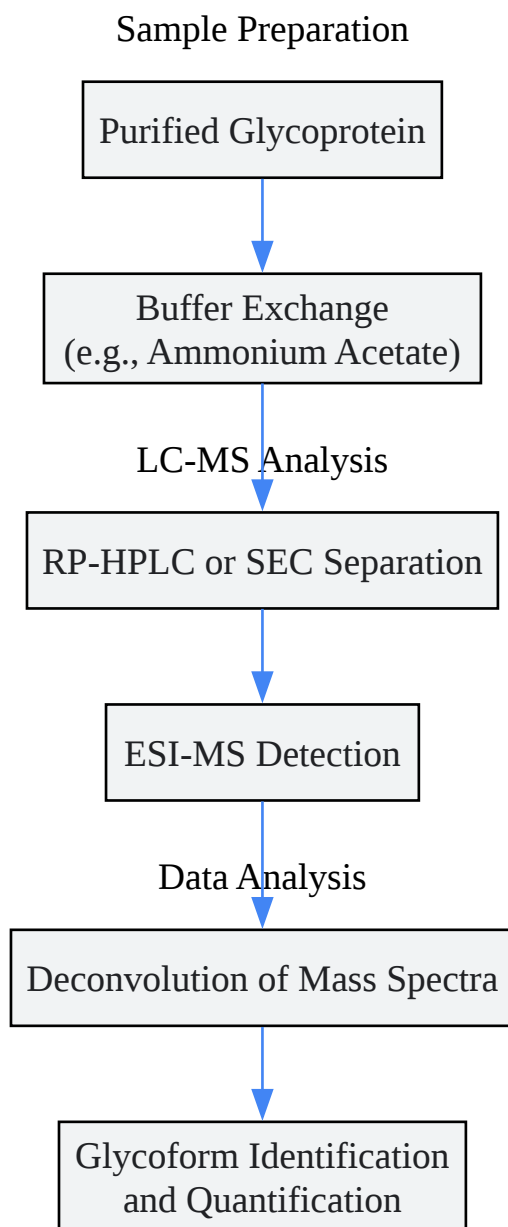 Sample Preparation
Purified Glycoprotein
Buffer Exchange
(e.g., Ammonium Acetate)
LC-MS Analysis
RP-HPLC or SEC Separation
ESI-MS Detection
Data Analysis
Deconvolution of Mass Spectra
Glycoform Identification
and Quantification